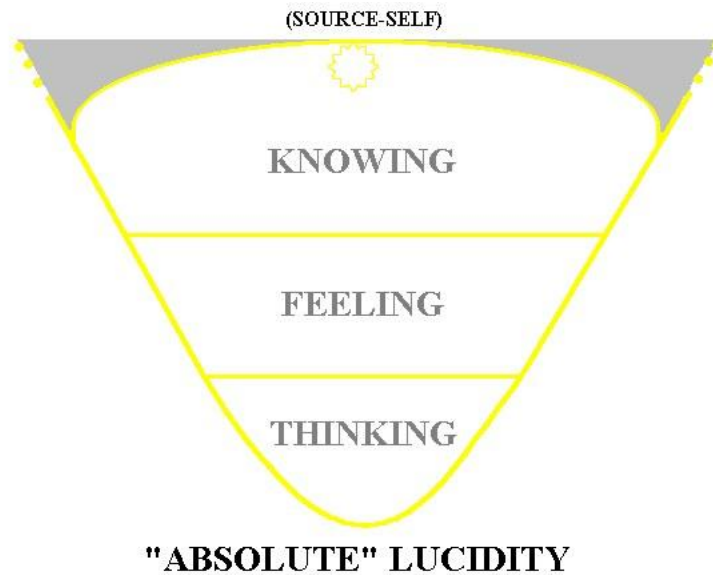 (SOURCE-SELF)
KNOWING
FEELING
THINKING
"ABSOLUTE" LUCIDITY